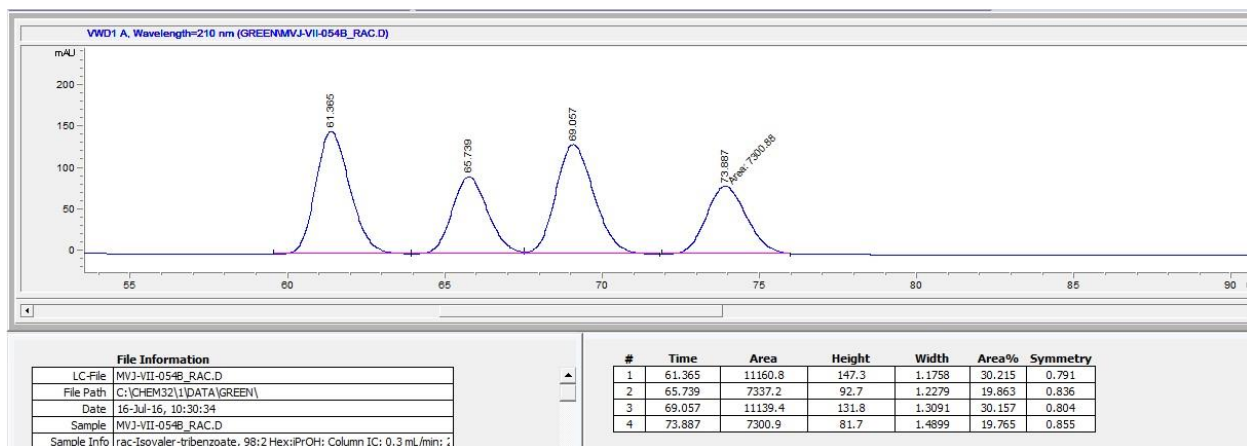 VWD1 A, Wavelength=210 nm (GREEN\MVJ-VII-054B_RAC.D)
mAU
200
150
100
50
0
61.365
65.739
69.057
73.887
Area: 7300.88
55 60 65 70 75 80 85 90
File Information
LC-File MVJ-VII-054B_RAC.D
File Path C:\CHEM32\1\DATA\GREEN\
Date 16-Jul-16, 10:30:34
Sample MVJ-VII-054B_RAC.D
Sample Info rac-Isovaler-tribenzoate, 98:2 Hex:iPrOH; Column IC; 0.3 mL/min;
# Time Area Height Width Area% Symmetry
1 61.365 11160.8 147.3 1.1758 30.215 0.791
2 65.739 7337.2 92.7 1.2279 19.863 0.836
3 69.057 11139.4 131.8 1.3091 30.157 0.804
4 73.887 7300.9 81.7 1.4899 19.765 0.855